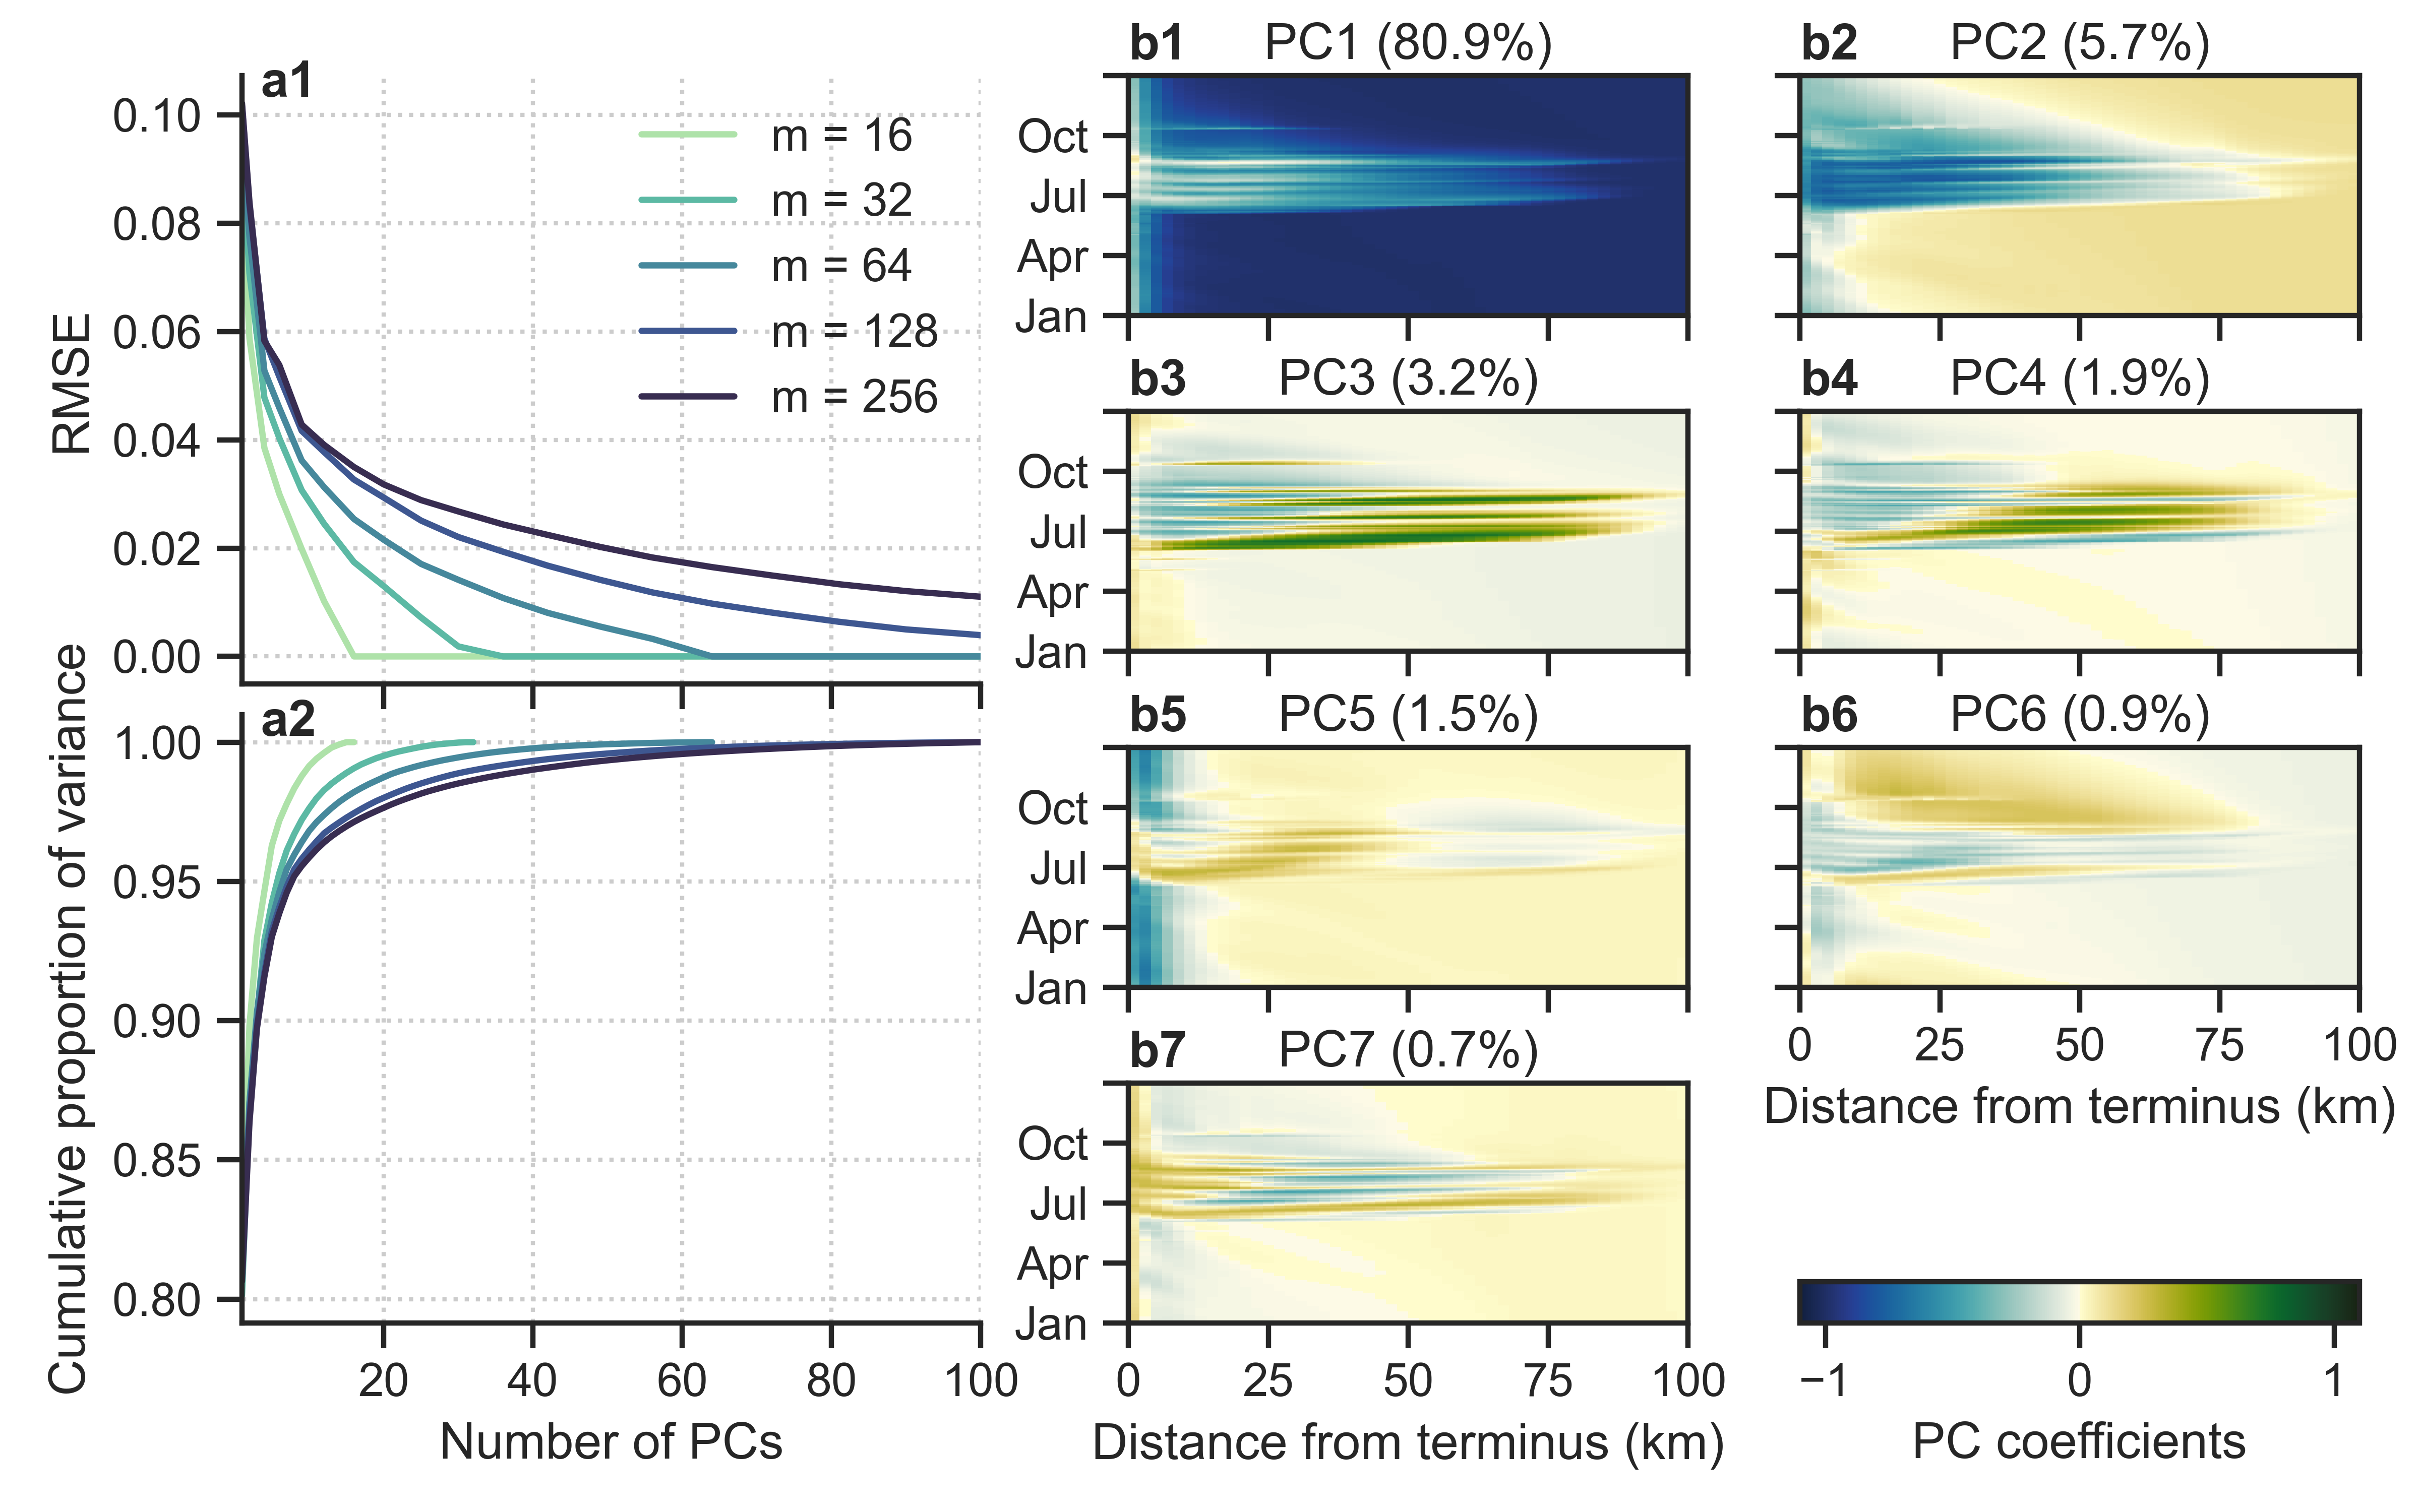 a1
RMSE
0.10
0.08
0.06
0.04
0.02
0.00
m = 16
m = 32
m = 64
m = 128
m = 256
a2
Cumulative proportion of variance
1.00
0.95
0.90
0.85
0.80
20 40 60 80 100
Number of PCs
b1 PC1 (80.9%)
Oct
Jul
Apr
Jan
b2 PC2 (5.7%)
b3 PC3 (3.2%)
Oct
Jul
Apr
Jan
b4 PC4 (1.9%)
b5 PC5 (1.5%)
Oct
Jul
Apr
Jan
b6 PC6 (0.9%)
0 25 50 75 100
Distance from terminus (km)
b7 PC7 (0.7%)
Oct
Jul
Apr
Jan
0 25 50 75 100
Distance from terminus (km)
−1 0 1
PC coefficients